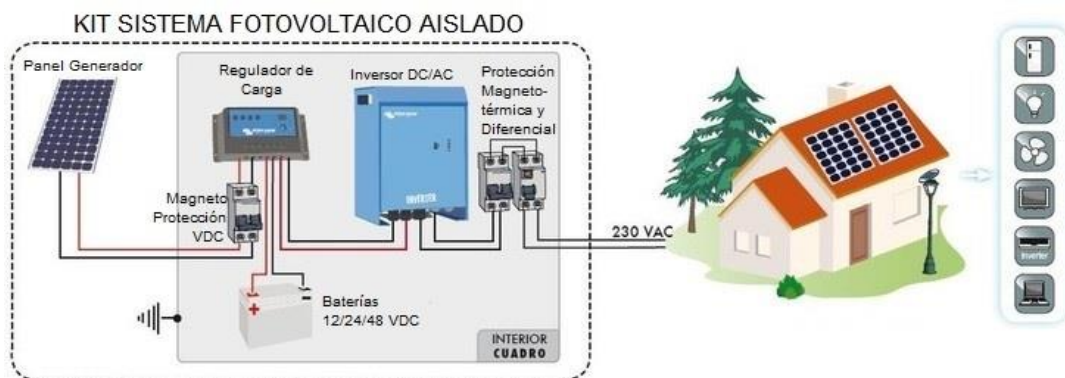 KIT SISTEMA FOTOVOLTAICO AISLADO
Panel Generador
Regulador de
Carga
Inversor DC/AC
Protección
Magneto-
térmica y
Diferencial
Magneto
Protección
VDC
INVERTER
230 VAC
Baterías
12/24/48 VDC
INTERIOR
CUADRO
Inverter